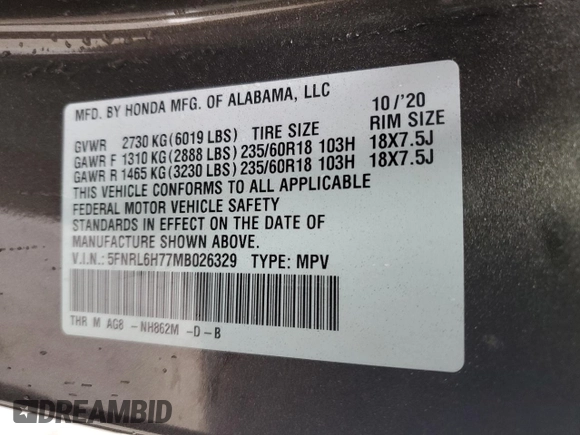 MFD. BY HONDA MFG. OF ALABAMA, LLC 10/'20
GVWR 2730 KG(6019 LBS) TIRE SIZE RIM SIZE
GAWR F 1310 KG(2888 LBS)235/60R18 103H 18X7.5J
GAWR R 1465 KG(3230 LBS)235/60R18 103H 18X7.5J
THIS VEHICLE CONFORMS TO ALL APPLICABLE
FEDERAL MOTOR VEHICLE SAFETY
STANDARDS IN EFFECT ON THE DATE OF
MANUFACTURE SHOWN ABOVE.
V.I.N.: 5FNRL6H77MB026329 TYPE: MPV
THR M AG8 - NH862M -D-B
DREAMBID